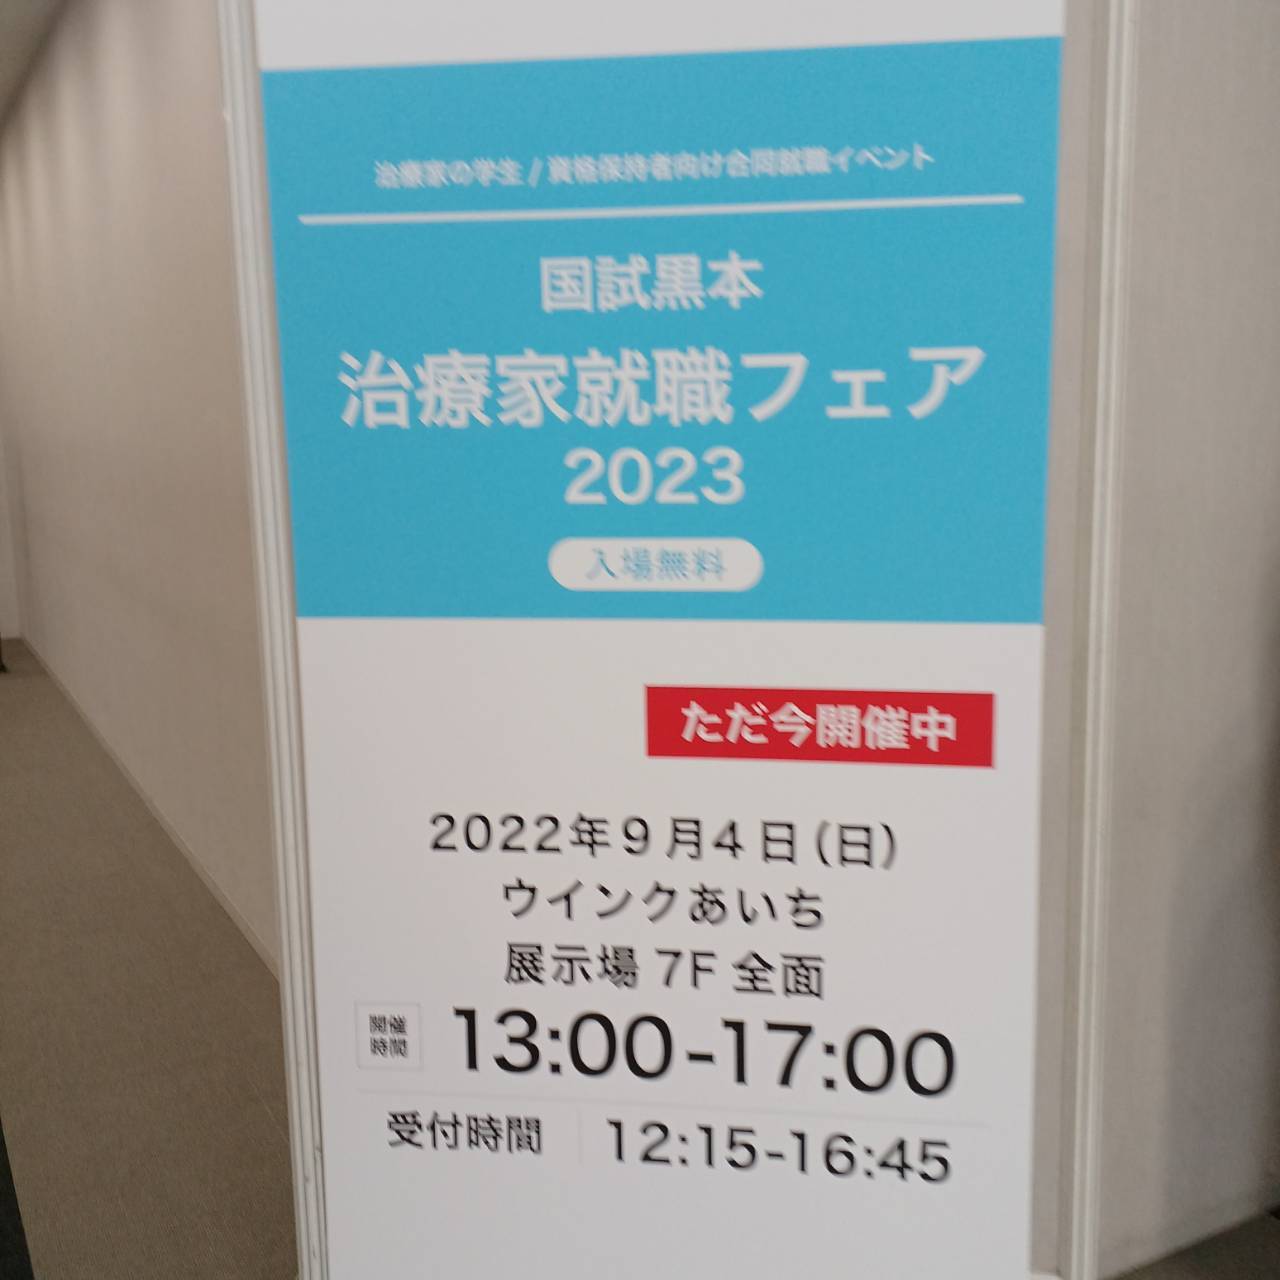 治療家の学生 / 資格保持者向け合同就職イベント
国試黒本
治療家就職フェア
2023
入場無料
ただ今開催中
2022年9月4日(日)
ウインクあいち
展示場 7F 全面
開催時間 13:00-17:00
受付時間 12:15-16:45